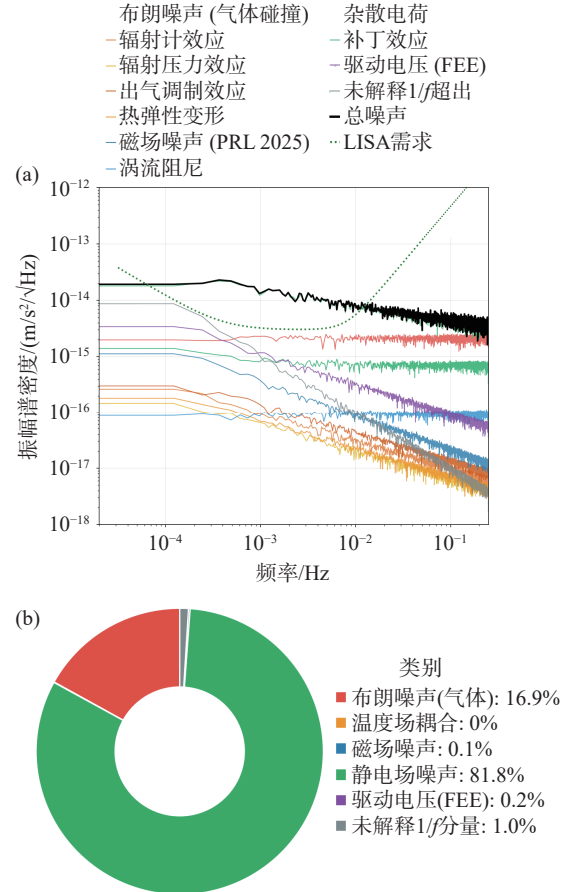 布朗噪声 (气体碰撞) 杂散电荷
辐射计效应 补丁效应
辐射压力效应 驱动电压 (FEE)
出气调制效应 未解释1/f超出
热弹性变形 总噪声
磁场噪声 (PRL 2025) LISA需求
涡流阻尼
(a)
10⁻¹²
10⁻¹³
10⁻¹⁴
10⁻¹⁵
10⁻¹⁶
10⁻¹⁷
10⁻¹⁸
振幅谱密度/(m/s²/√Hz)
10⁻⁴ 10⁻³ 10⁻² 10⁻¹
频率/Hz
(b)
类别
布朗噪声(气体): 16.9%
温度场耦合: 0%
磁场噪声: 0.1%
静电场噪声: 81.8%
驱动电压(FEE): 0.2%
未解释1/f分量: 1.0%